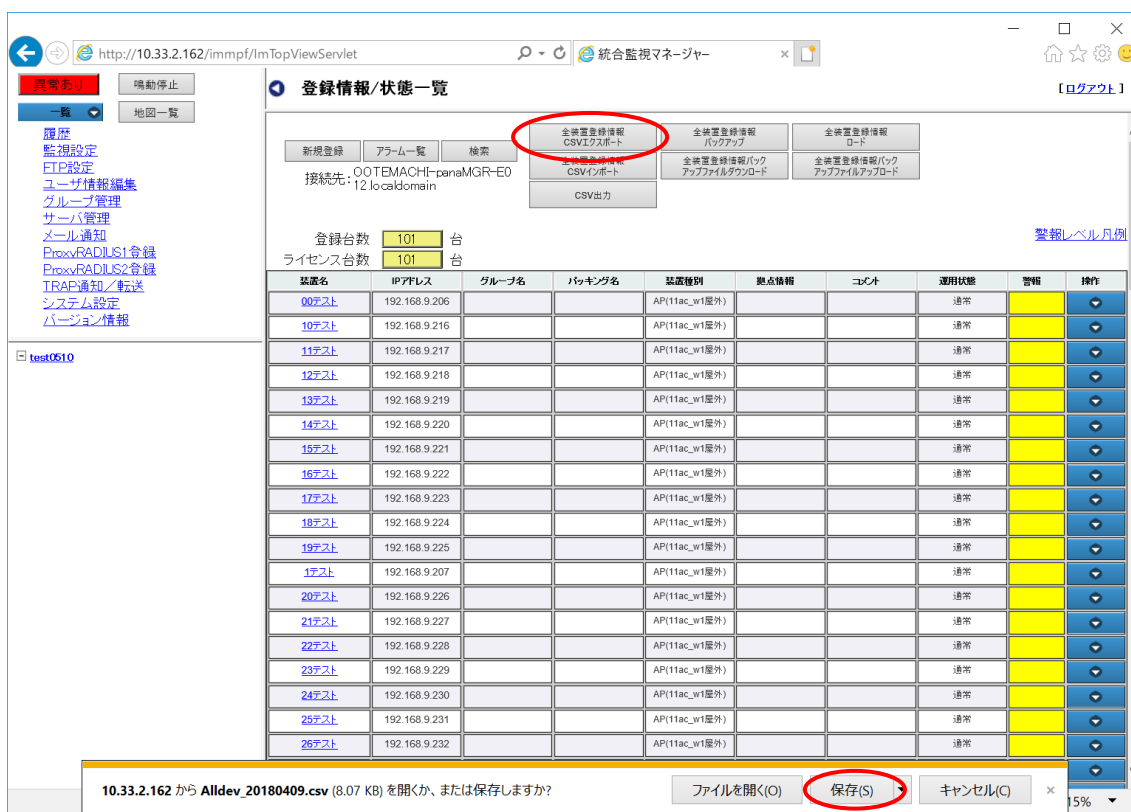 http://10.33.2.162/immpf/ImTopViewServlet
統合監視マネージャー
異常あり
鳴動停止
一覧
地図一覧
履歴
監視設定
FTP設定
ユーザ情報編集
グループ管理
サーバ管理
メール通知
ProxyRADIUS1登録
ProxyRADIUS2登録
TRAP通知／転送
システム設定
バージョン情報
test0510
登録情報/状態一覧
[ログアウト]
新規登録 アラーム一覧 検索
全装置登録情報
CSVエクスポート
全装置登録情報
バックアップ
全装置登録情報
ロード
全装置登録情報
CSVインポート
全装置登録情報バック
アップファイルダウンロード
全装置登録情報バック
アップファイルアップロード
CSV出力
接続先: OOTEMACHI-panaMGR-E0
12.localdomain
登録台数 101 台
ライセンス台数 101 台
警報レベル凡例
装置名 IPアドレス グループ名 パッキング名 装置種別 拠点情報 コメント 運用状態 警報 操作
00テスト 192.168.9.206 AP(11ac_w1屋外) 通常
10テスト 192.168.9.216 AP(11ac_w1屋外) 通常
11テスト 192.168.9.217 AP(11ac_w1屋外) 通常
12テスト 192.168.9.218 AP(11ac_w1屋外) 通常
13テスト 192.168.9.219 AP(11ac_w1屋外) 通常
14テスト 192.168.9.220 AP(11ac_w1屋外) 通常
15テスト 192.168.9.221 AP(11ac_w1屋外) 通常
16テスト 192.168.9.222 AP(11ac_w1屋外) 通常
17テスト 192.168.9.223 AP(11ac_w1屋外) 通常
18テスト 192.168.9.224 AP(11ac_w1屋外) 通常
19テスト 192.168.9.225 AP(11ac_w1屋外) 通常
1テスト 192.168.9.207 AP(11ac_w1屋外) 通常
20テスト 192.168.9.226 AP(11ac_w1屋外) 通常
21テスト 192.168.9.227 AP(11ac_w1屋外) 通常
22テスト 192.168.9.228 AP(11ac_w1屋外) 通常
23テスト 192.168.9.229 AP(11ac_w1屋外) 通常
24テスト 192.168.9.230 AP(11ac_w1屋外) 通常
25テスト 192.168.9.231 AP(11ac_w1屋外) 通常
26テスト 192.168.9.232 AP(11ac_w1屋外) 通常
10.33.2.162 から Alldev_20180409.csv (8.07 KB) を開くか、または保存しますか?
ファイルを開く(O) 保存(S) キャンセル(C)
15%